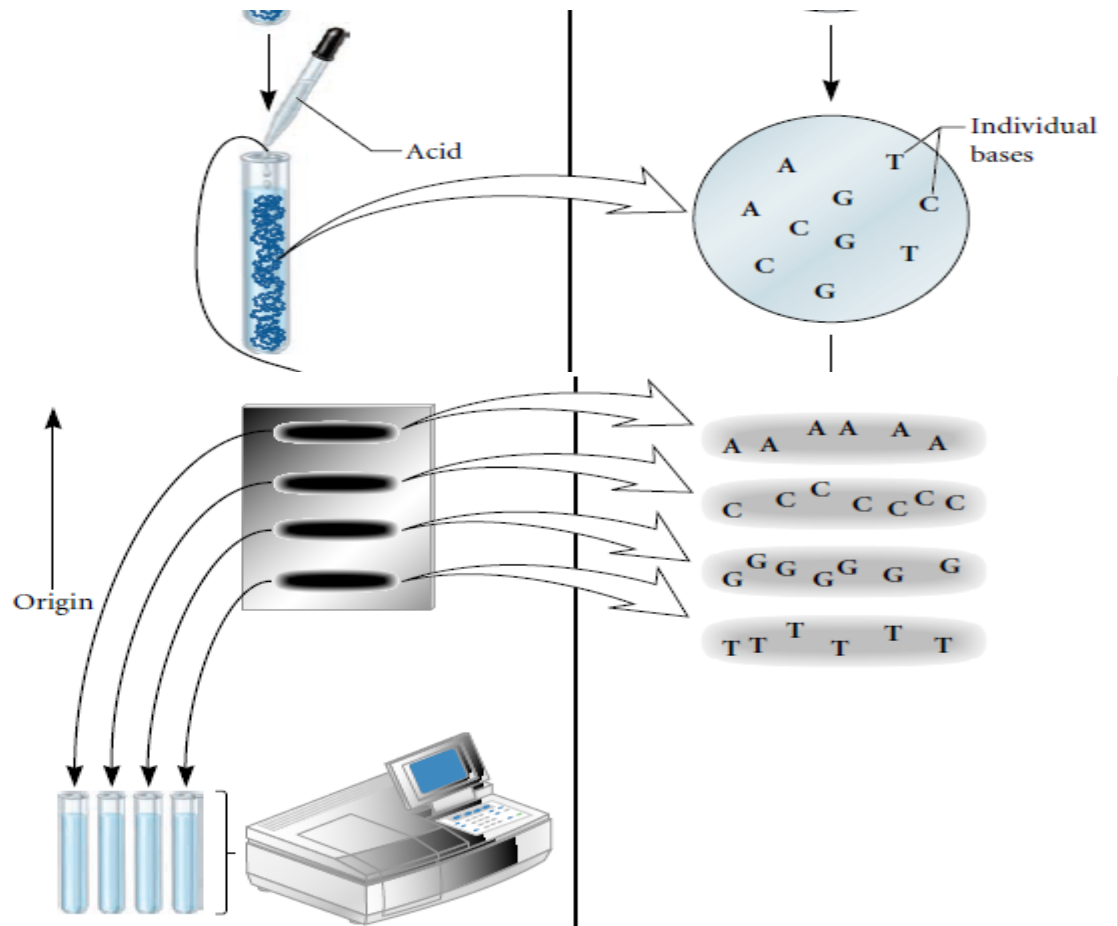 Acid
Individual
bases
A T
A G C
C G T
C
G
A A A A A A
C C C C C C C
G G G G G G G
Origin
T T T T T T